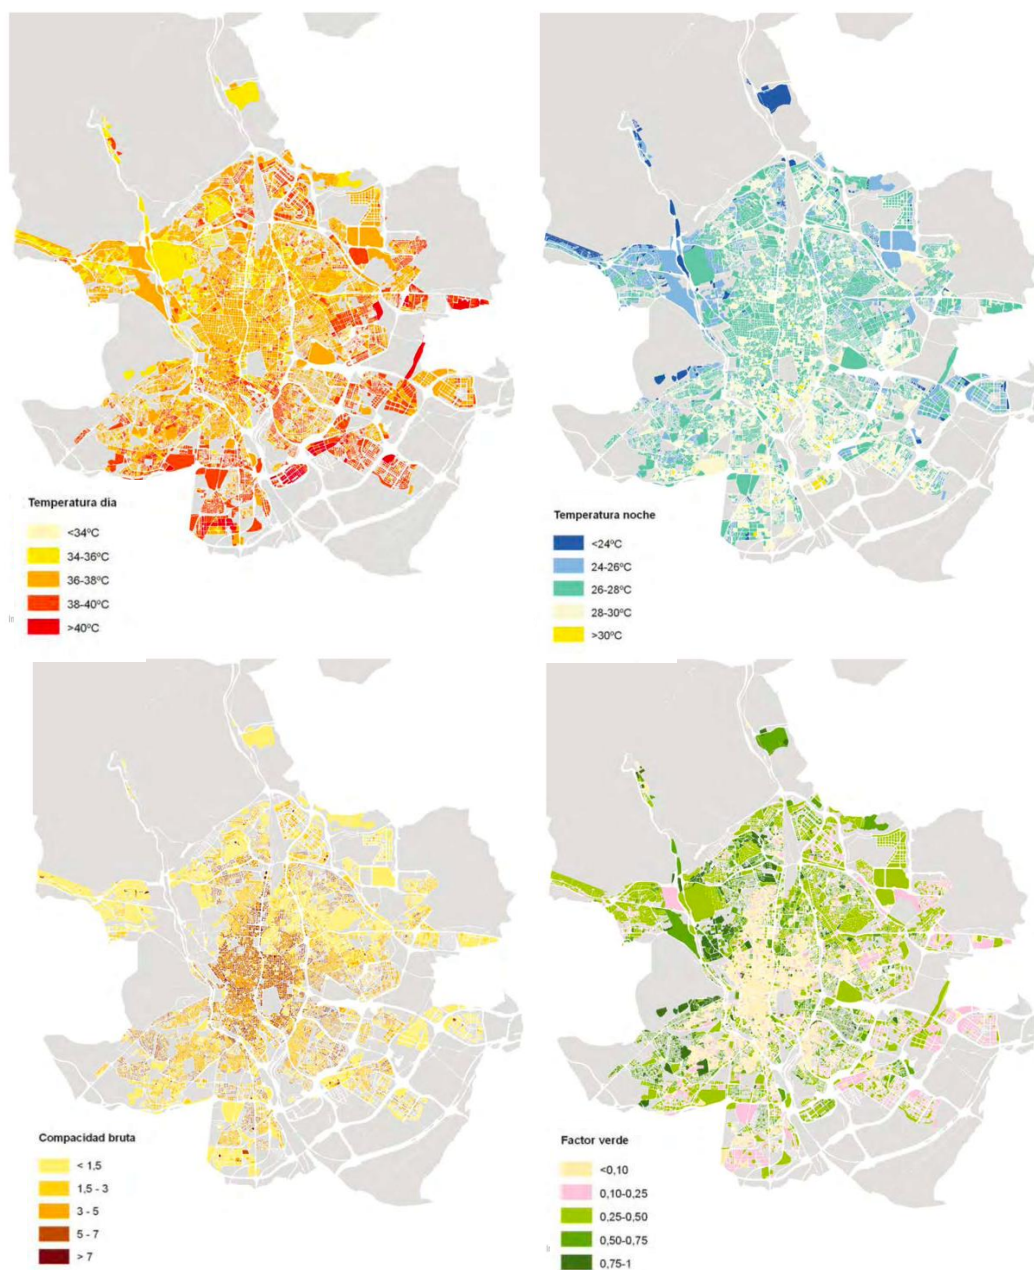 Temperatura día
<34ºC
34-36ºC
36-38ºC
38-40ºC
>40ºC
Temperatura noche
<24ºC
24-26ºC
26-28ºC
28-30ºC
>30ºC
Compacidad bruta
< 1,5
1,5 - 3
3 - 5
5 - 7
> 7
Factor verde
<0,10
0,10-0,25
0,25-0,50
0,50-0,75
0,75-1